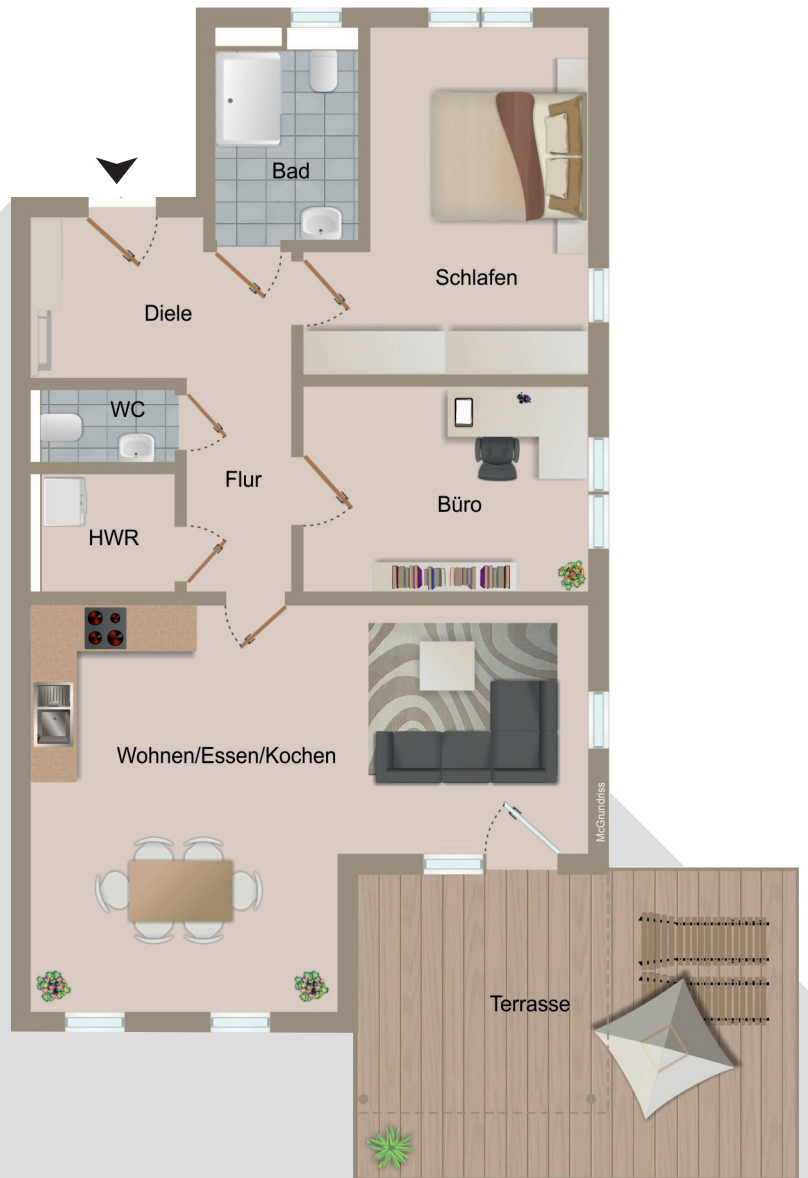 Bad
Schlafen
Diele
WC
Flur
Büro
HWR
Wohnen/Essen/Kochen
McGrundriss
Terrasse